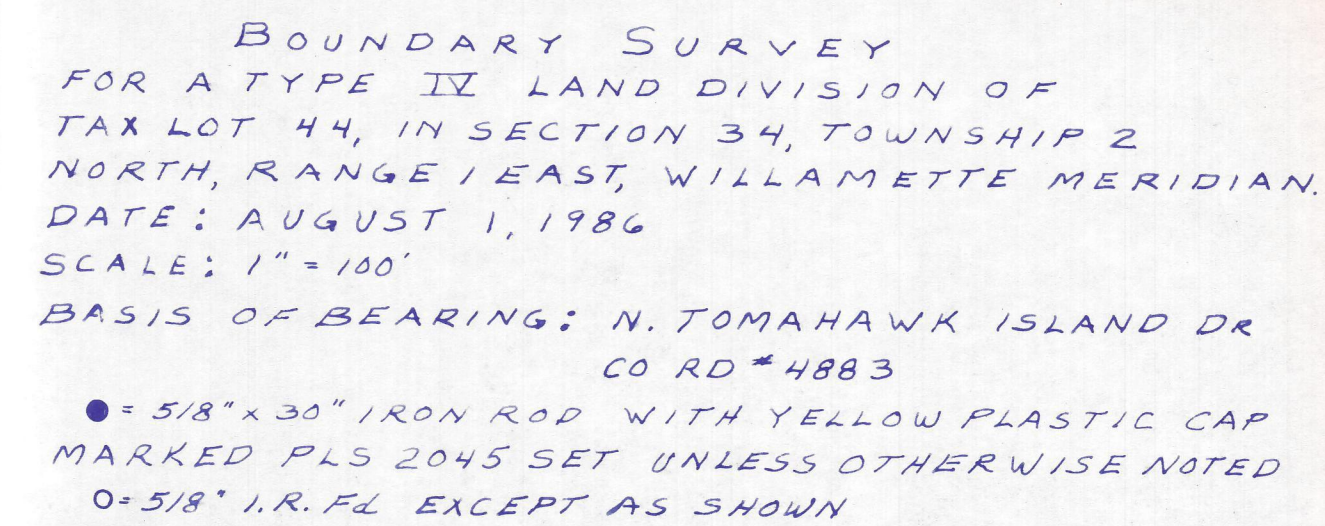 BOUNDARY SURVEY
FOR A TYPE IV LAND DIVISION OF
TAX LOT 44, IN SECTION 34, TOWNSHIP 2
NORTH, RANGE 1 EAST, WILLAMETTE MERIDIAN.
DATE: AUGUST 1, 1986
SCALE: 1" = 100'
BASIS OF BEARING: N. TOMAHAWK ISLAND DR
CO RD # 4883
● = 5/8" x 30" IRON ROD WITH YELLOW PLASTIC CAP
MARKED PLS 2045 SET UNLESS OTHERWISE NOTED
O = 5/8" I.R. Fd EXCEPT AS SHOWN